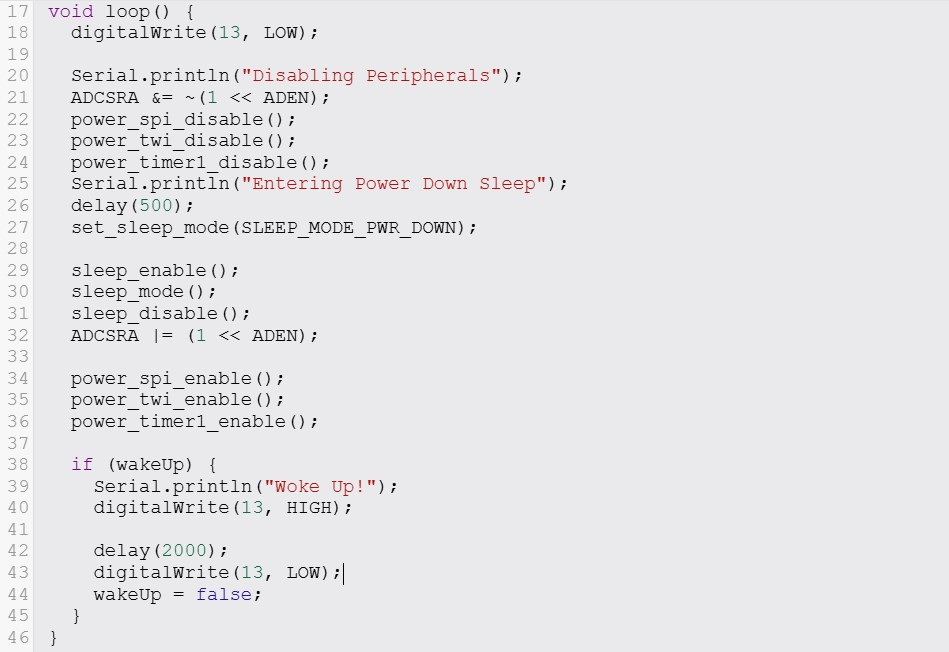 17 void loop() {
18   digitalWrite(13, LOW);
19
20   Serial.println("Disabling Peripherals");
21   ADCSRA &= ~(1 << ADEN);
22   power_spi_disable();
23   power_twi_disable();
24   power_timer1_disable();
25   Serial.println("Entering Power Down Sleep");
26   delay(500);
27   set_sleep_mode(SLEEP_MODE_PWR_DOWN);
28
29   sleep_enable();
30   sleep_mode();
31   sleep_disable();
32   ADCSRA |= (1 << ADEN);
33
34   power_spi_enable();
35   power_twi_enable();
36   power_timer1_enable();
37
38   if (wakeUp) {
39     Serial.println("Woke Up!");
40     digitalWrite(13, HIGH);
41
42     delay(2000);
43     digitalWrite(13, LOW);
44     wakeUp = false;
45   }
46 }